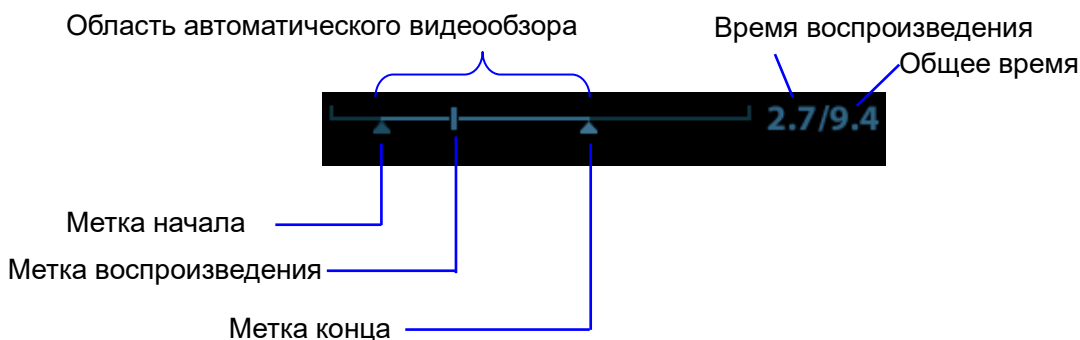 Область автоматического видеообзора
Время воспроизведения
Общее время
2.7/9.4
Метка начала
Метка воспроизведения
Метка конца